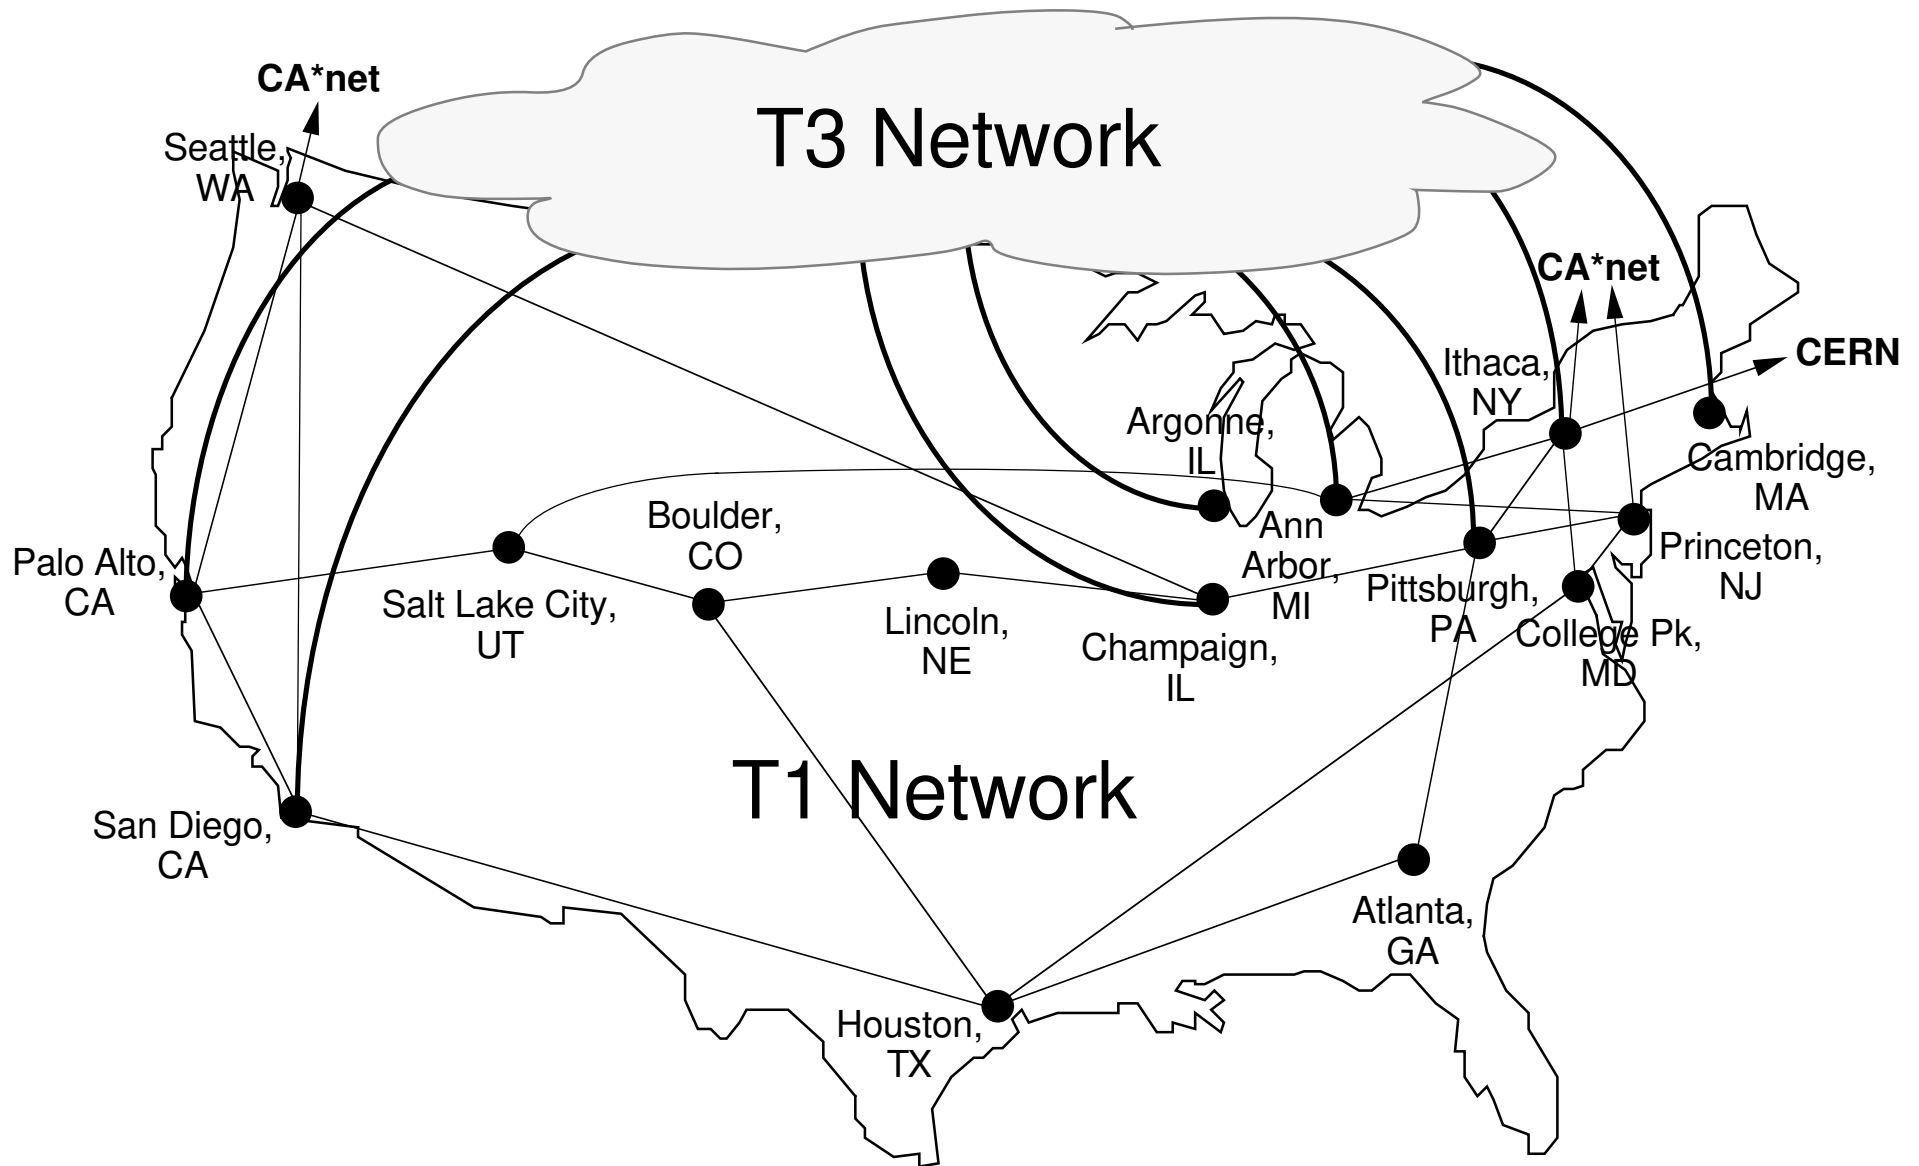 T3 Network
CA*net
Seattle,
WA
CA*net
CERN
Ithaca,
NY
Argonne,
IL
Cambridge,
MA
Boulder,
CO
Ann
Arbor,
MI
Palo Alto,
CA
Salt Lake City,
UT
Lincoln,
NE
Champaign,
IL
Pittsburgh,
PA
Princeton,
NJ
College Pk,
MD
T1 Network
San Diego,
CA
Atlanta,
GA
Houston,
TX